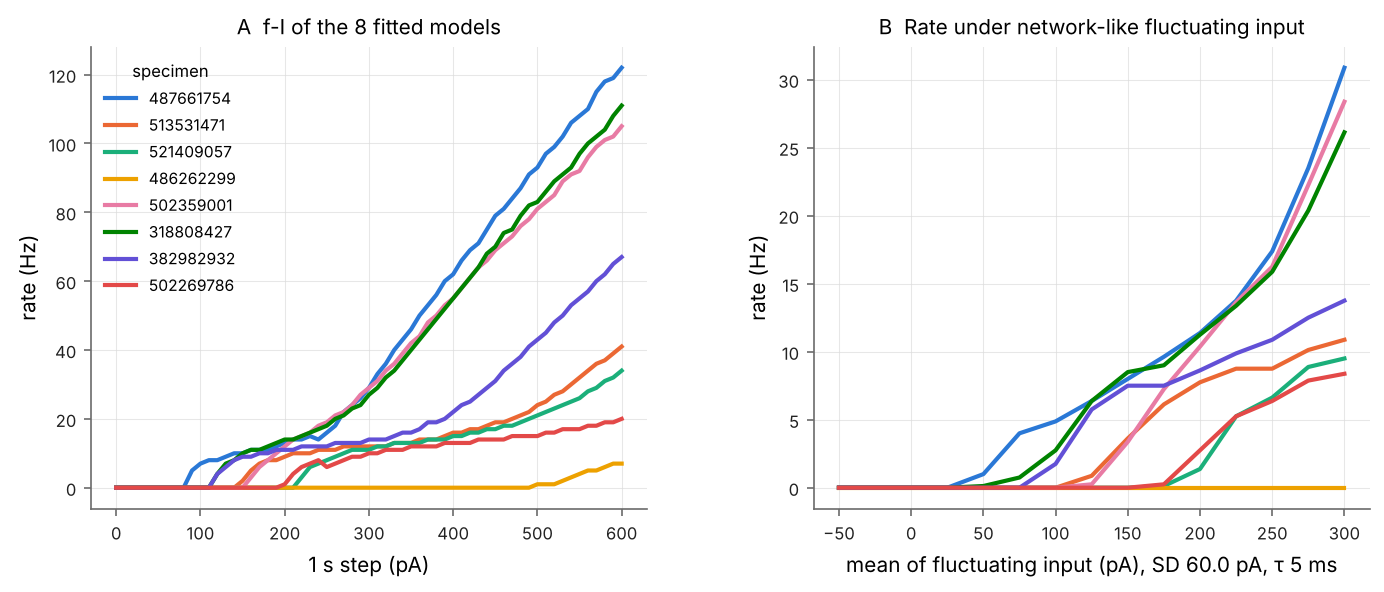 A  f-I of the 8 fitted models
specimen
487661754
513531471
521409057
486262299
502359001
318808427
382982932
502269786
rate (Hz)
120
100
80
60
40
20
0
0 100 200 300 400 500 600
1 s step (pA)
B  Rate under network-like fluctuating input
rate (Hz)
30
25
20
15
10
5
0
−50 0 50 100 150 200 250 300
mean of fluctuating input (pA), SD 60.0 pA, τ 5 ms